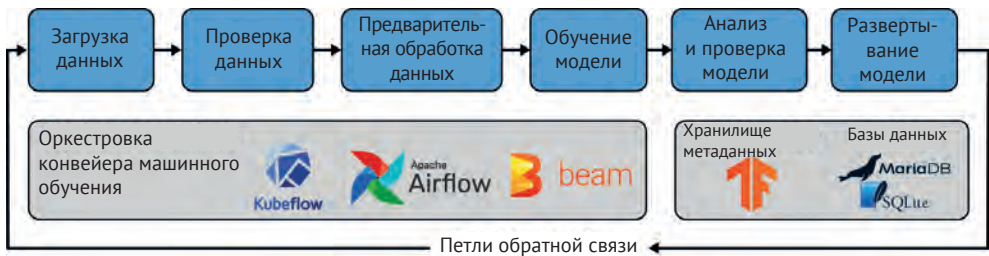 Загрузка
данных
Проверка
данных
Предваритель-
ная обработка
данных
Обучение
модели
Анализ
и проверка
модели
Разверты-
вание
модели
Оркестровка
конвейера машинного
обучения
Kubeflow
Apache
Airflow
beam
Хранилище
метаданных
Базы данных
MariaDB
SQLite
Петли обратной связи